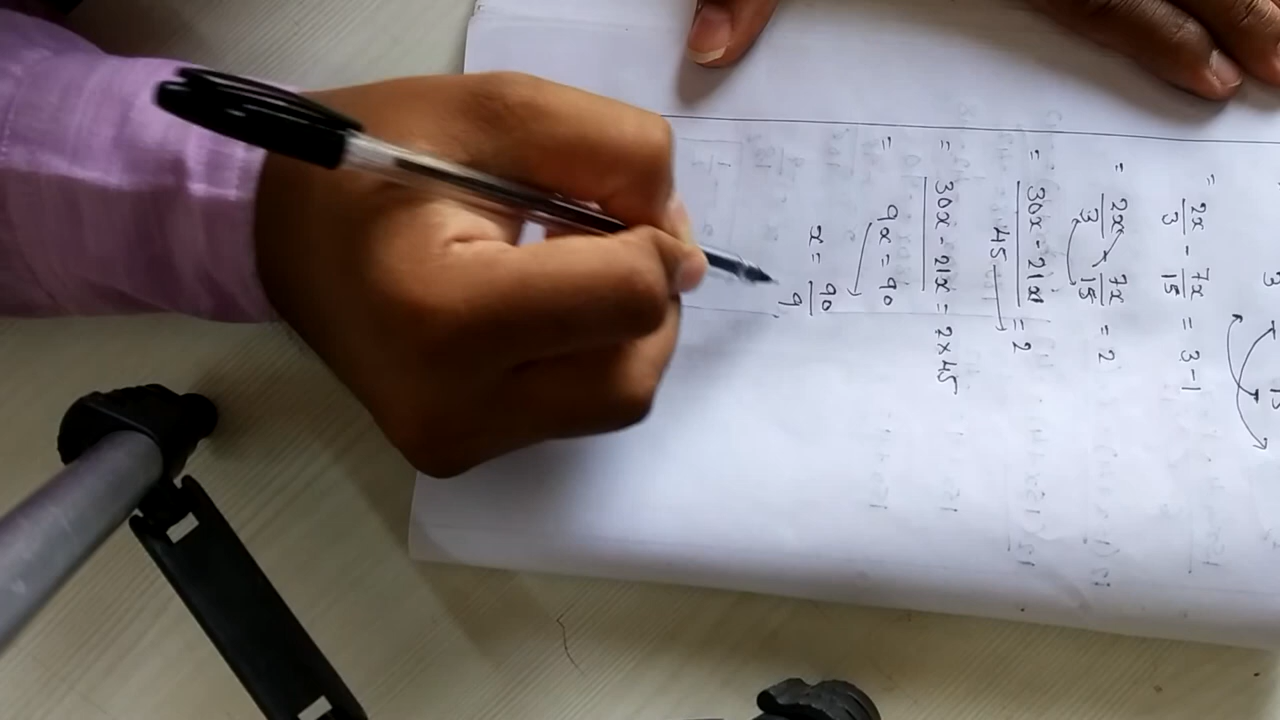 = 2x/3 - 7x/15 = 3-1
= 2x/3 - 7x/15 = 2
= 30x - 21x/45 = 2
= 30x - 21x = 2×45
= 9x = 90
x = 90/9